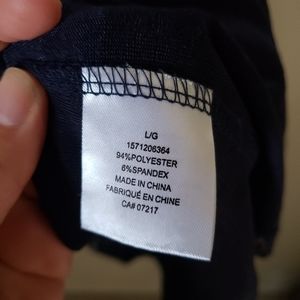 L/G
1571206364
94%POLYESTER
6%SPANDEX
MADE IN CHINA
FABRIQUÉ EN CHINE
CA# 07217